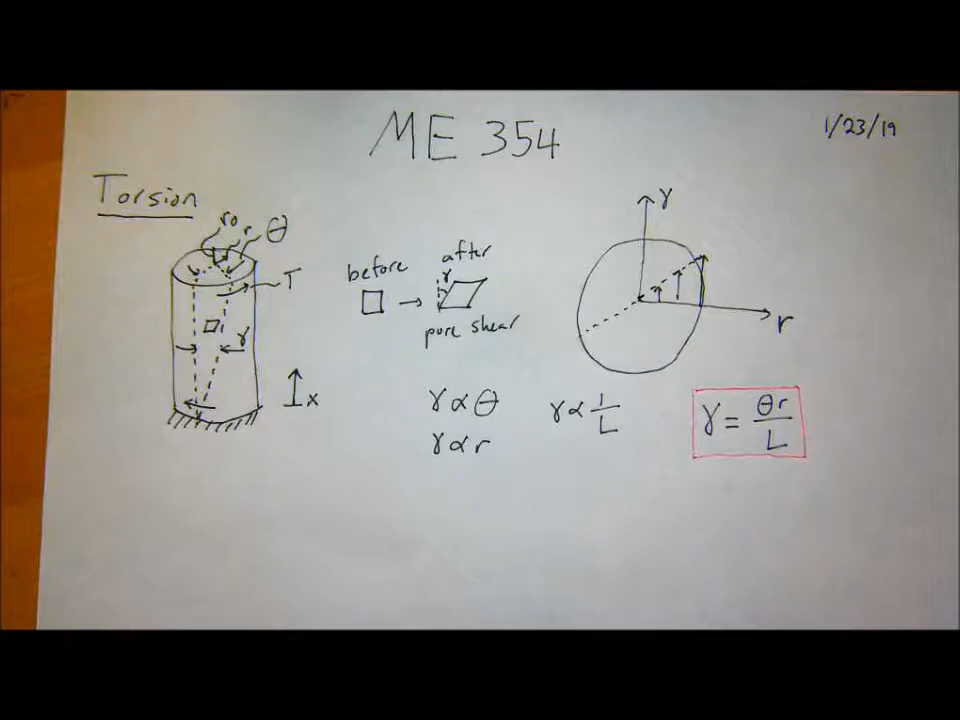 ME 354
1/23/19
Torsion
r₀
r
θ
T
γ
x
before
after
γ
pure shear
γ
r
γ ∝ θ
γ ∝ 1/L
γ = θr/L
γ ∝ r